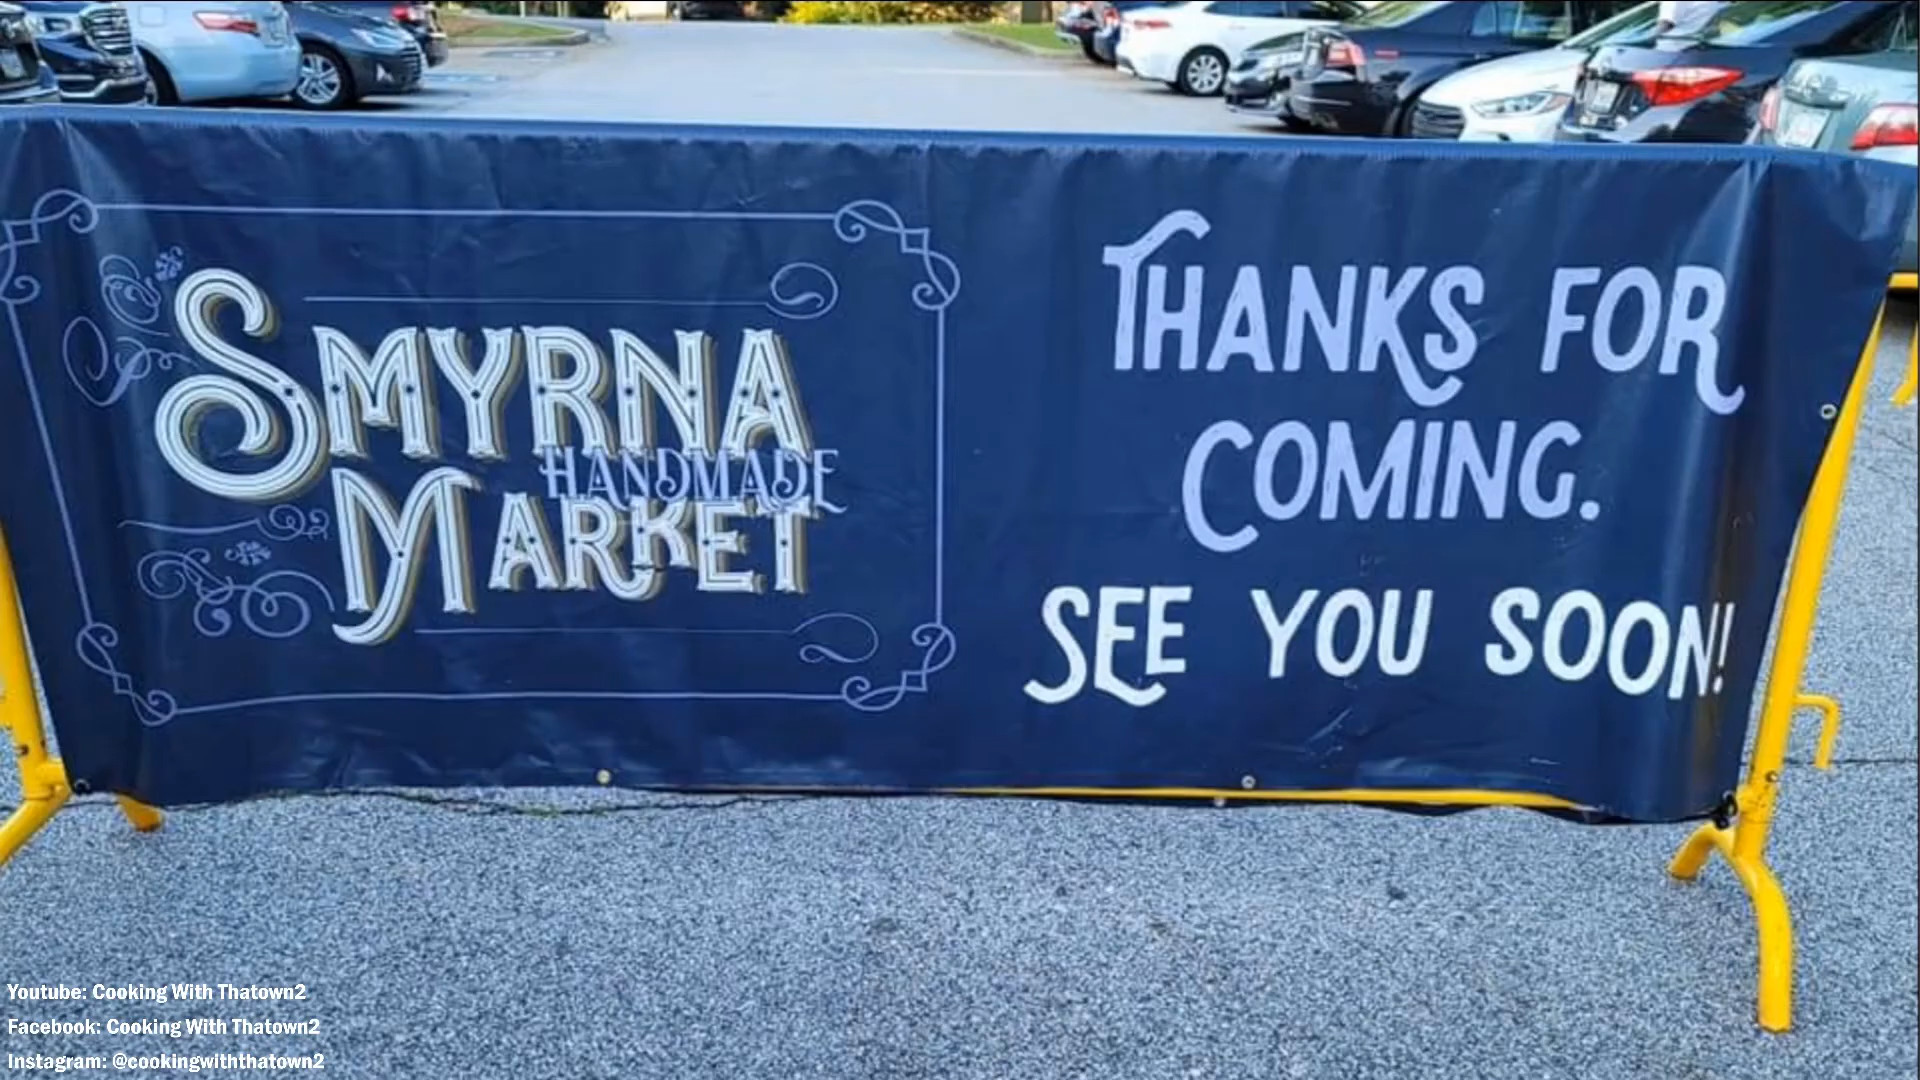 SMYRNA
HANDMADE
MARKET
THANKS FOR
COMING.
SEE YOU SOON!
Youtube: Cooking With Thatown2
Facebook: Cooking With Thatown2
Instagram: @cookingwiththatown2